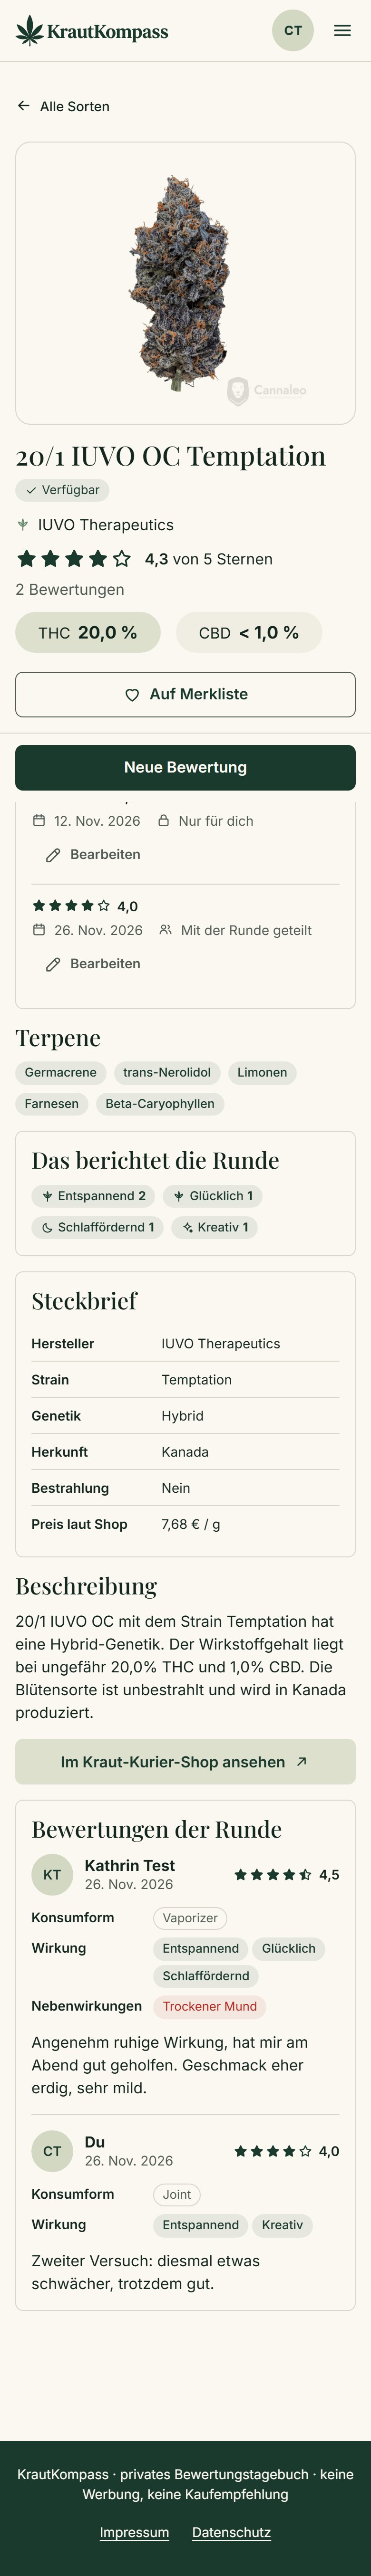 KrautKompass
CT
Alle Sorten
Cannaleo
20/1 IUVO OC Temptation
Verfügbar
IUVO Therapeutics
4,3 von 5 Sternen
2 Bewertungen
THC 20,0 %
CBD < 1,0 %
Auf Merkliste
Neue Bewertung
12. Nov. 2026 Nur für dich
Bearbeiten
4,0
26. Nov. 2026 Mit der Runde geteilt
Bearbeiten
Terpene
Germacrene trans-Nerolidol Limonen
Farnesen Beta-Caryophyllen
Das berichtet die Runde
Entspannend 2 Glücklich 1
Schlaffördernd 1 Kreativ 1
Steckbrief
Hersteller IUVO Therapeutics
Strain Temptation
Genetik Hybrid
Herkunft Kanada
Bestrahlung Nein
Preis laut Shop 7,68 € / g
Beschreibung
20/1 IUVO OC mit dem Strain Temptation hat
eine Hybrid-Genetik. Der Wirkstoffgehalt liegt
bei ungefähr 20,0% THC und 1,0% CBD. Die
Blütensorte ist unbestrahlt und wird in Kanada
produziert.
Im Kraut-Kurier-Shop ansehen
Bewertungen der Runde
KT Kathrin Test 4,5
26. Nov. 2026
Konsumform Vaporizer
Wirkung Entspannend Glücklich
Schlaffördernd
Nebenwirkungen Trockener Mund
Angenehm ruhige Wirkung, hat mir am
Abend gut geholfen. Geschmack eher
erdig, sehr mild.
CT Du 4,0
26. Nov. 2026
Konsumform Joint
Wirkung Entspannend Kreativ
Zweiter Versuch: diesmal etwas
schwächer, trotzdem gut.
KrautKompass · privates Bewertungstagebuch · keine
Werbung, keine Kaufempfehlung
Impressum Datenschutz